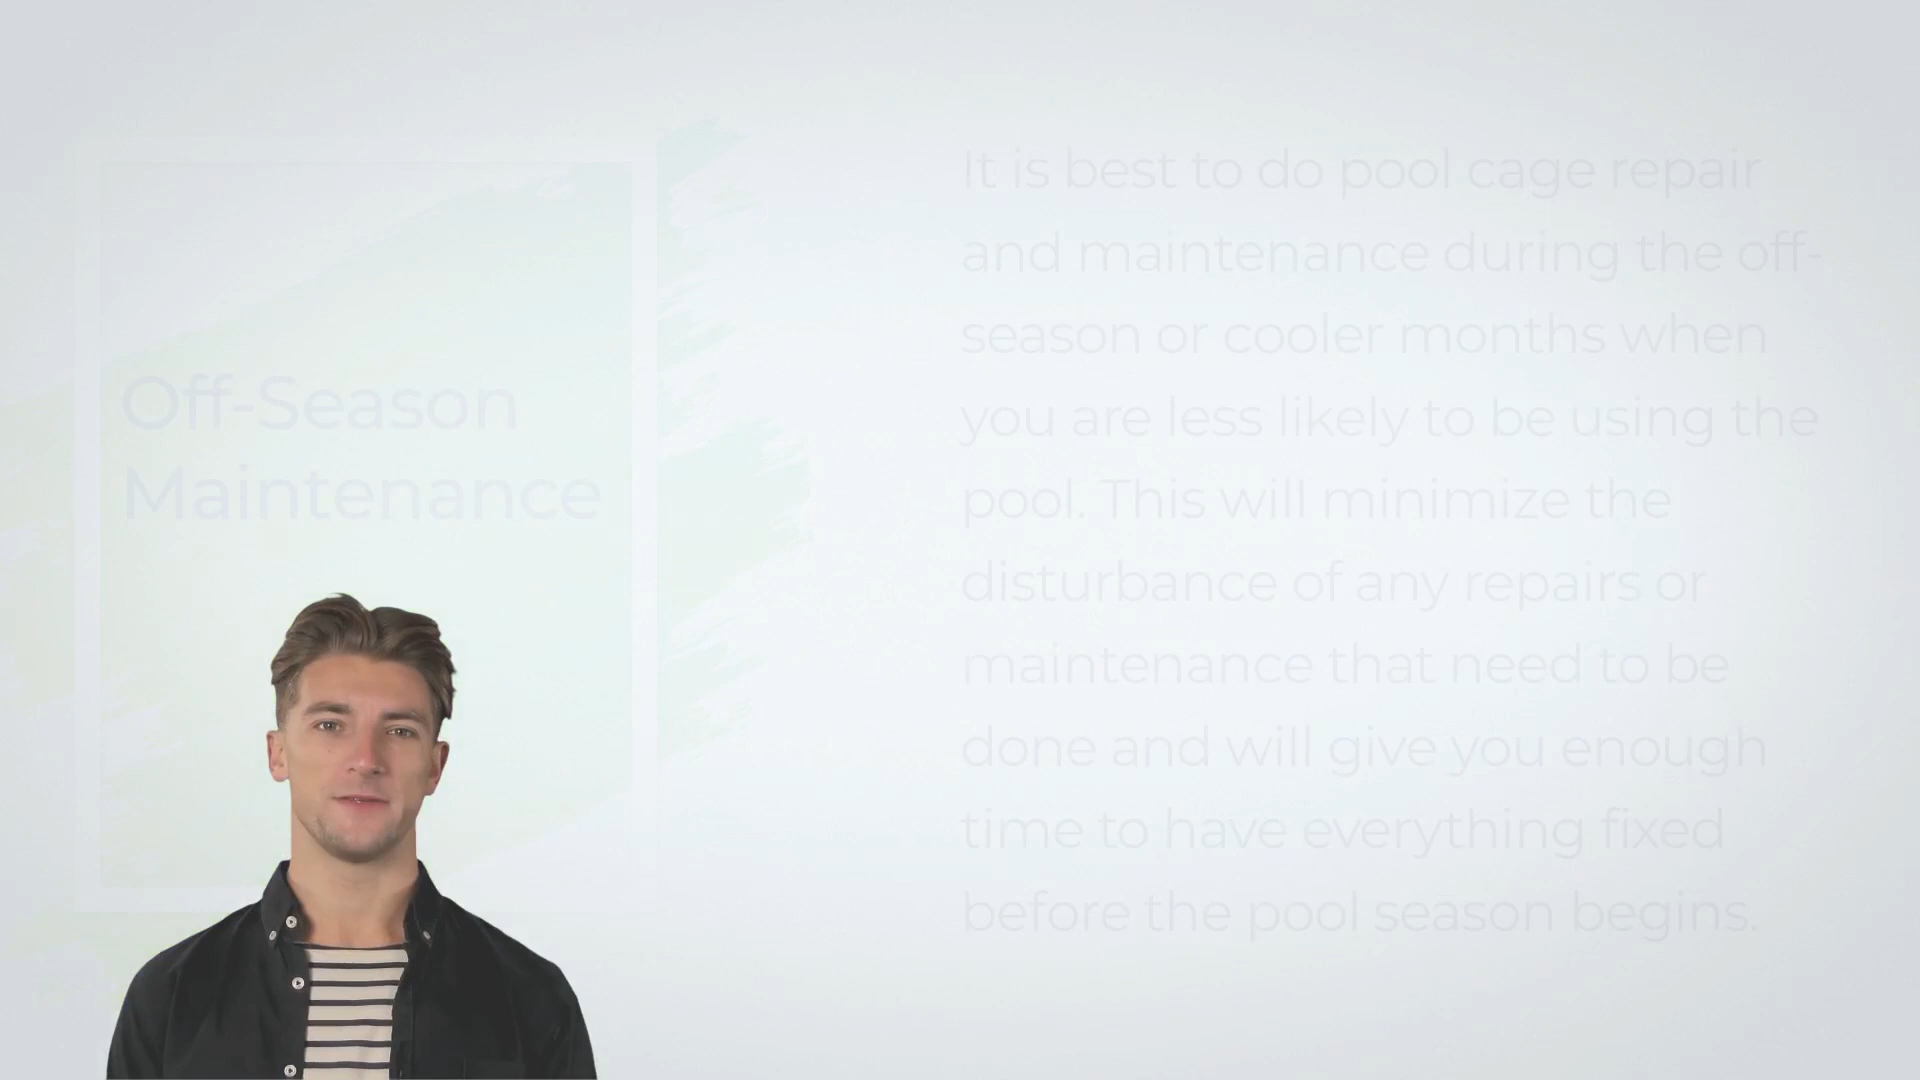 Off-Season
Maintenance
It is best to do pool cage repair
and maintenance during the off-
season or cooler months when
you are less likely to be using the
pool. This will minimize the
disturbance of any repairs or
maintenance that need to be
done and will give you enough
time to have everything fixed
before the pool season begins.